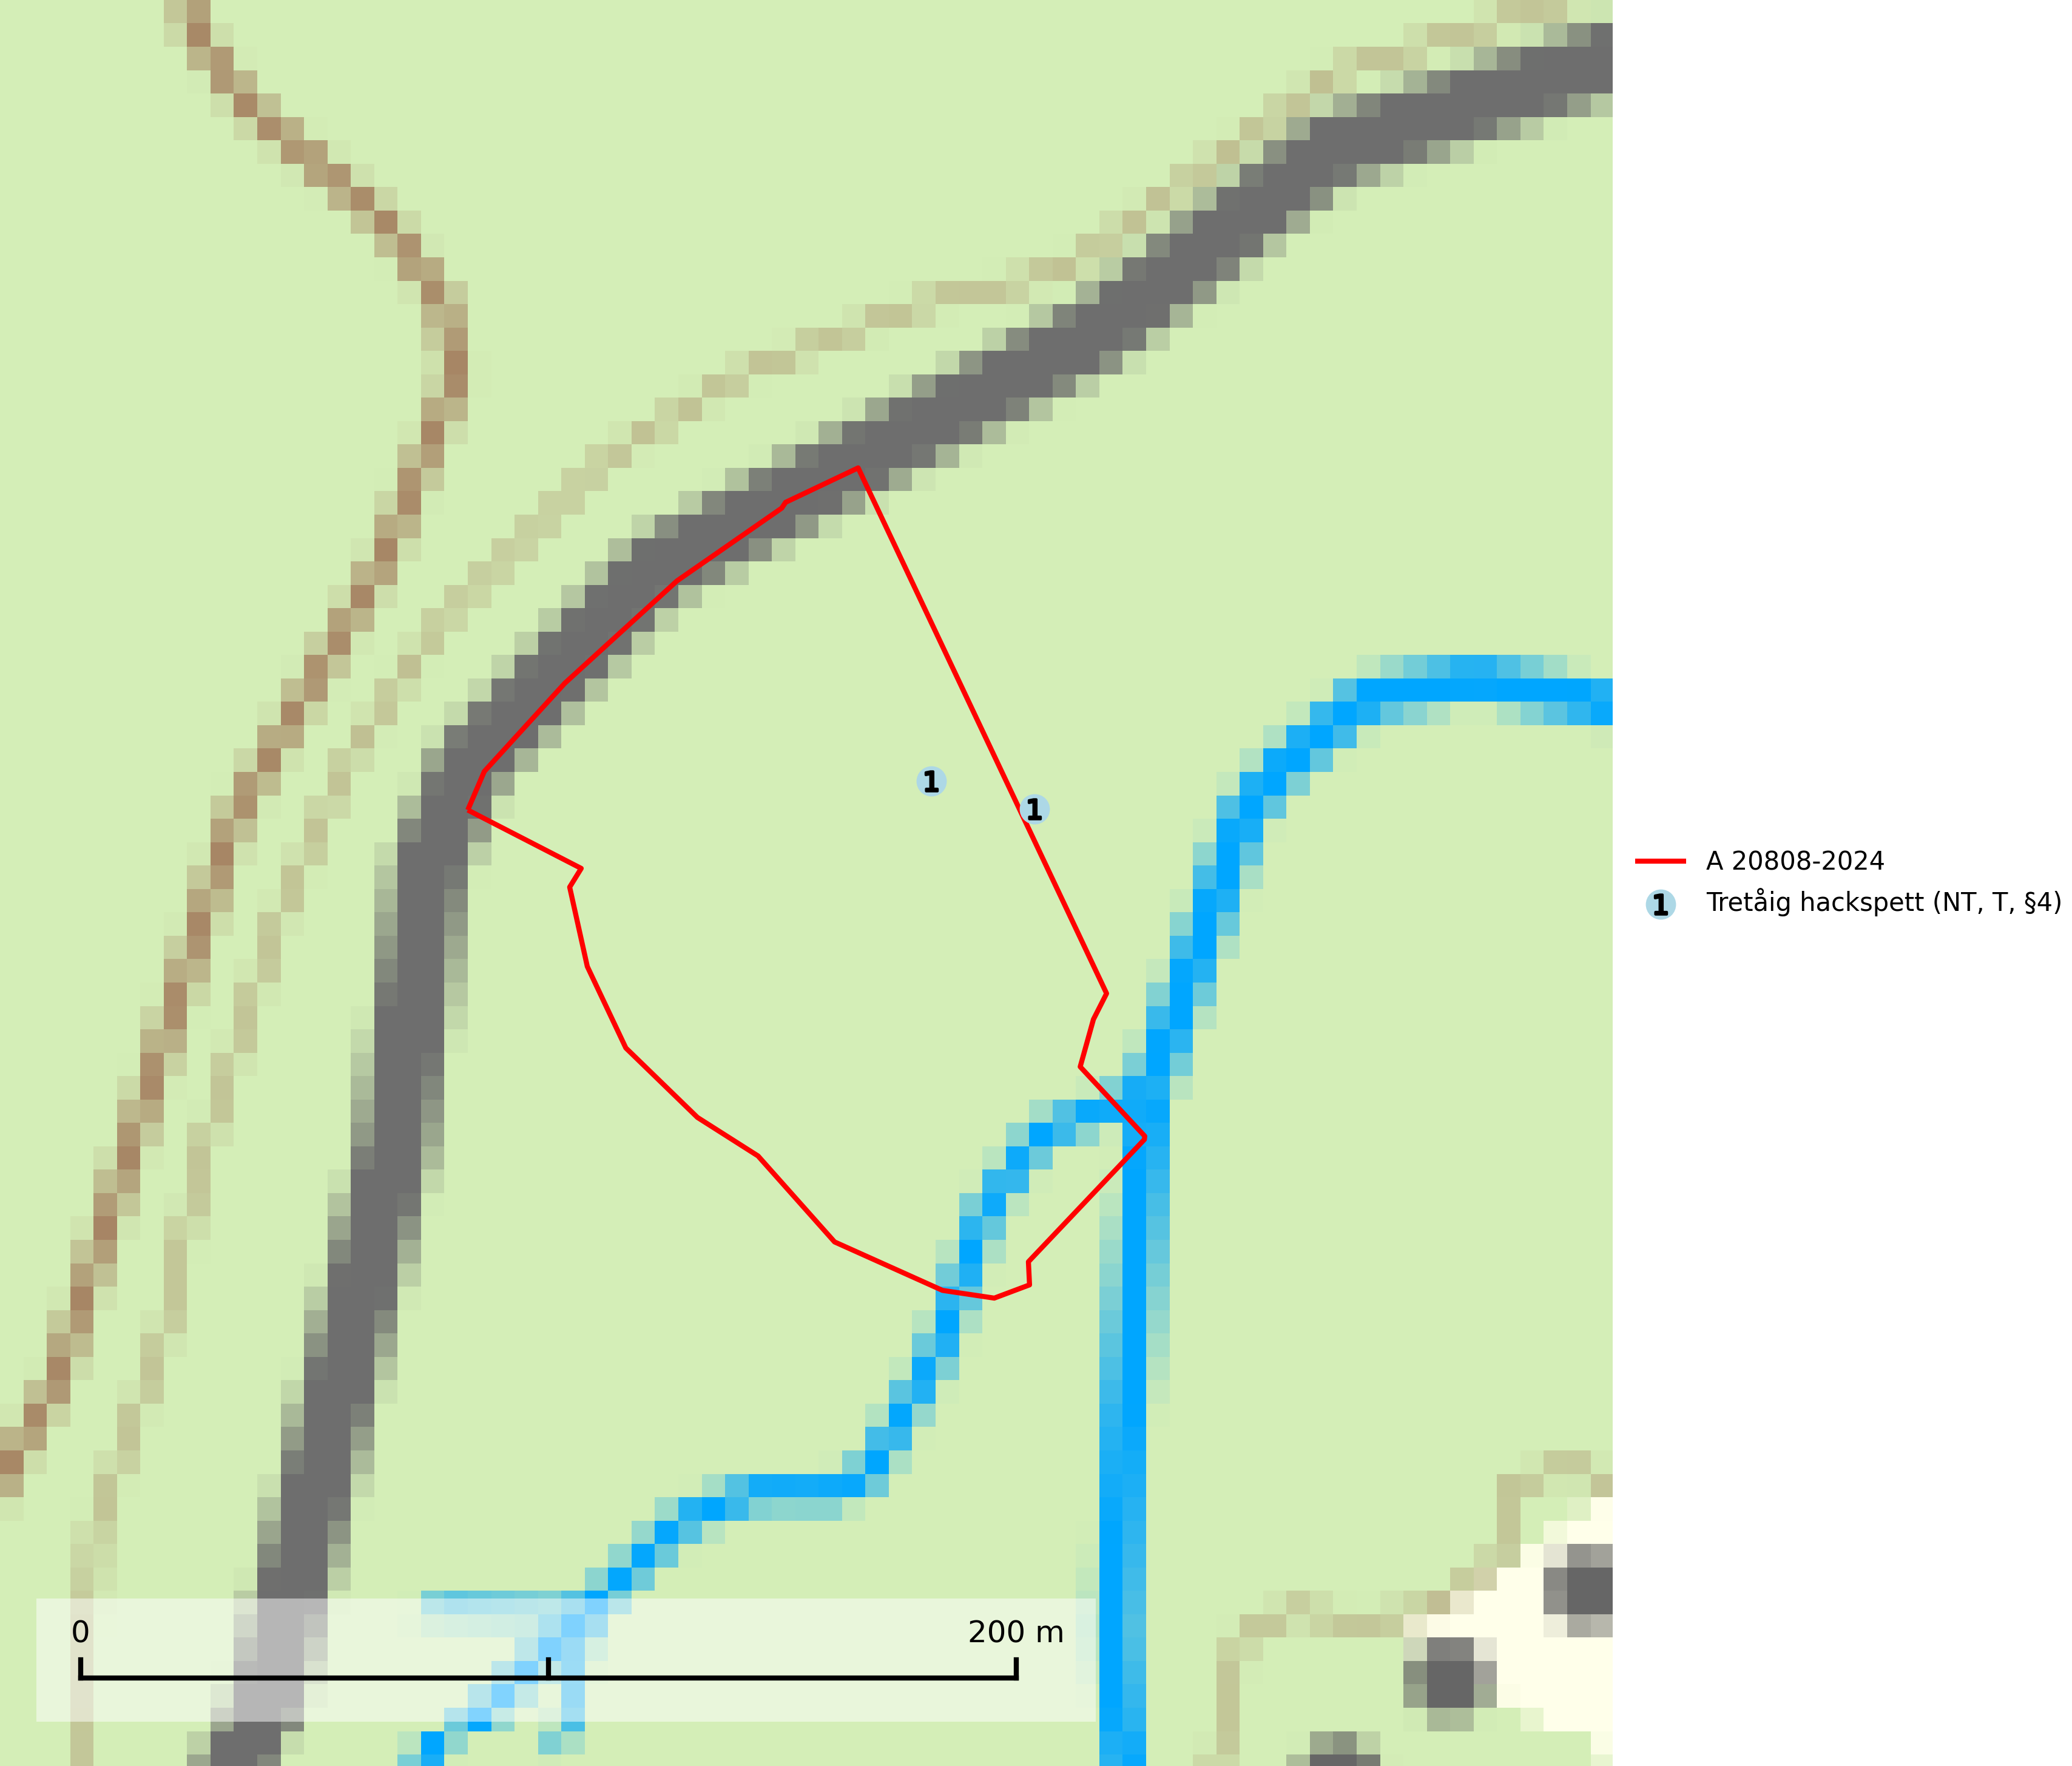 1
1
A 20808-2024
1 Tretåig hackspett (NT, T, §4)
0 200 m